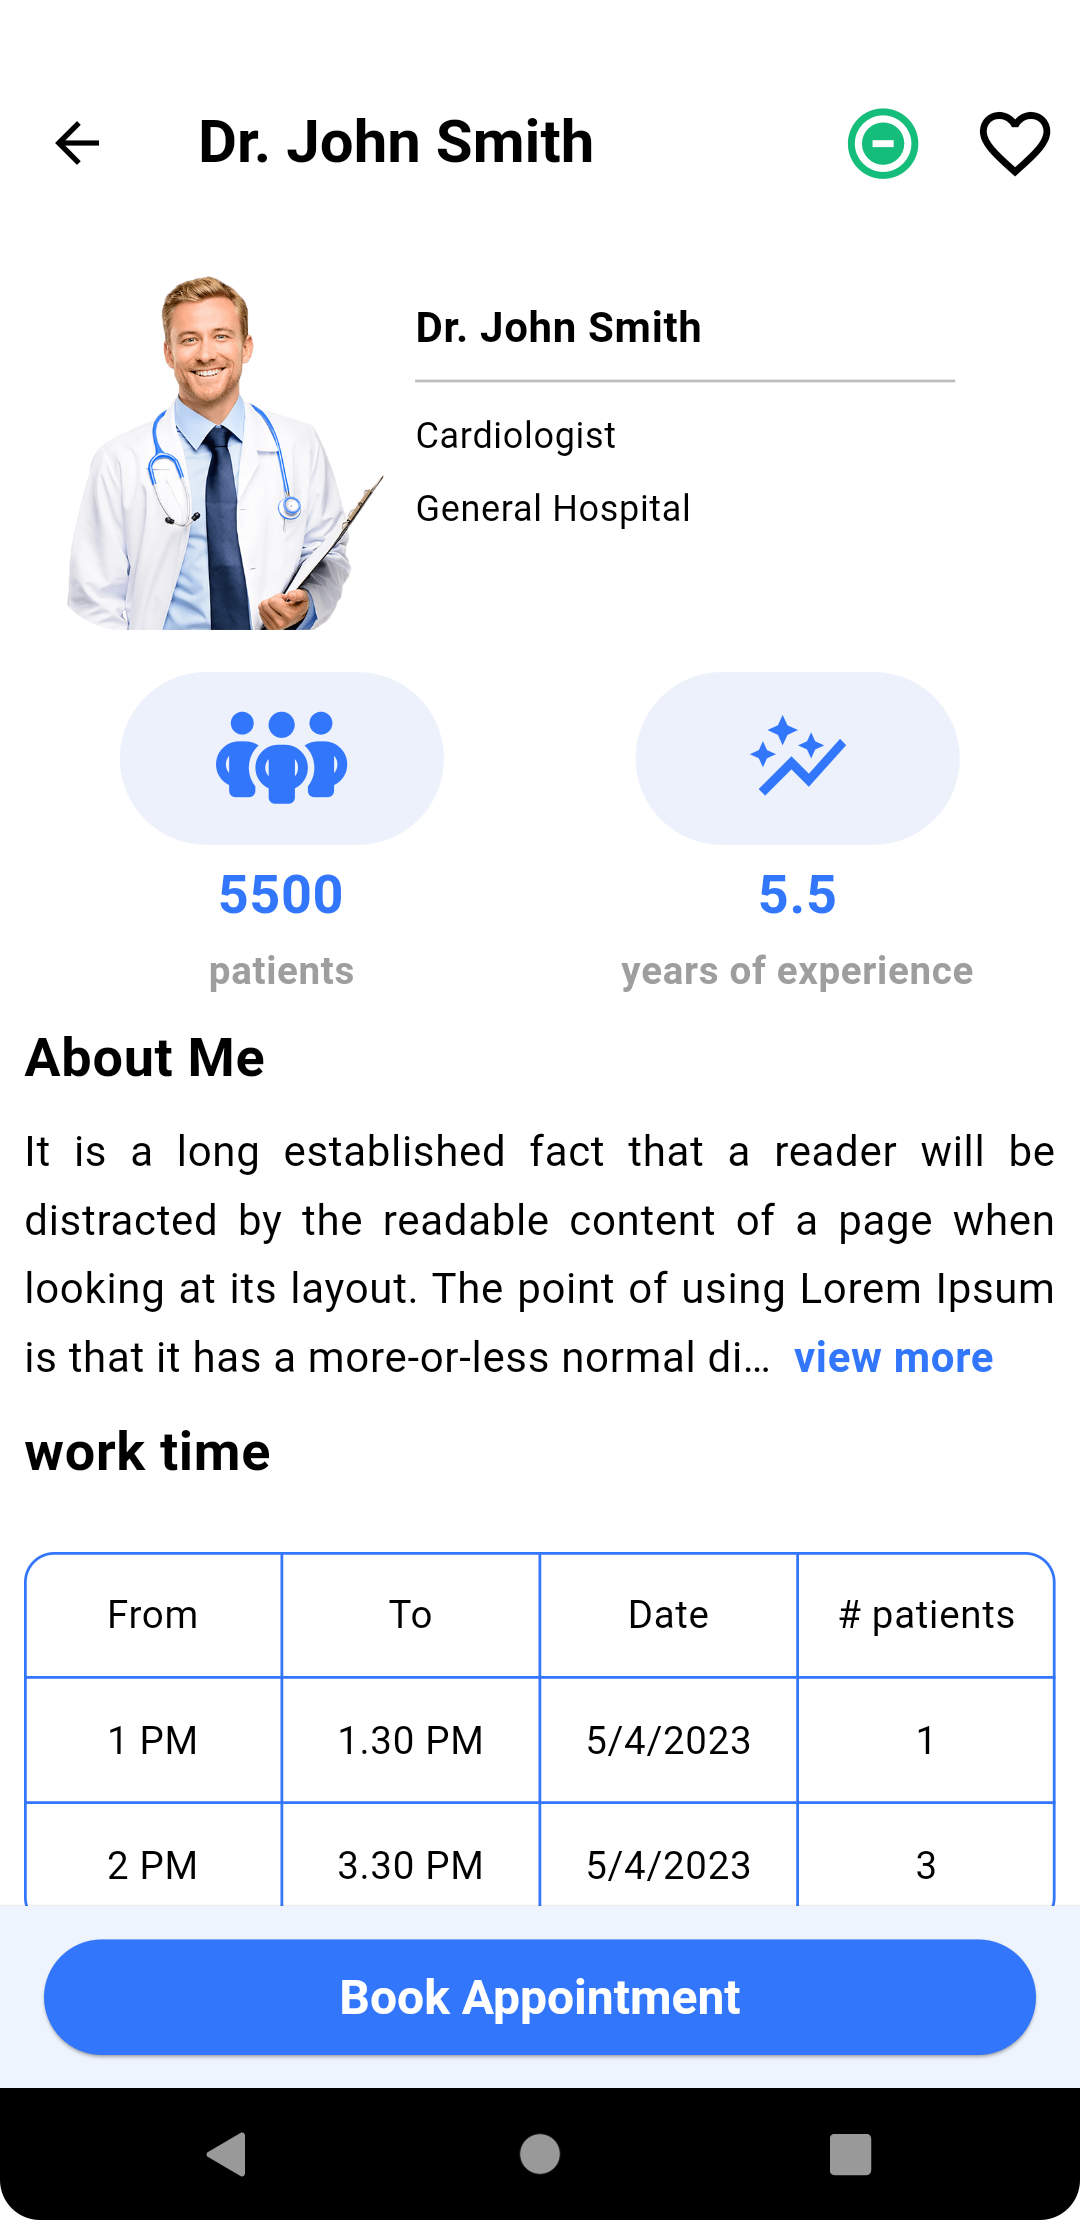 Dr. John Smith
Dr. John Smith
Cardiologist
General Hospital
5500
patients
5.5
years of experience
About Me
It is a long established fact that a reader will be
distracted by the readable content of a page when
looking at its layout. The point of using Lorem Ipsum
is that it has a more-or-less normal di... view more
work time
From To Date # patients
1 PM 1.30 PM 5/4/2023 1
2 PM 3.30 PM 5/4/2023 3
Book Appointment